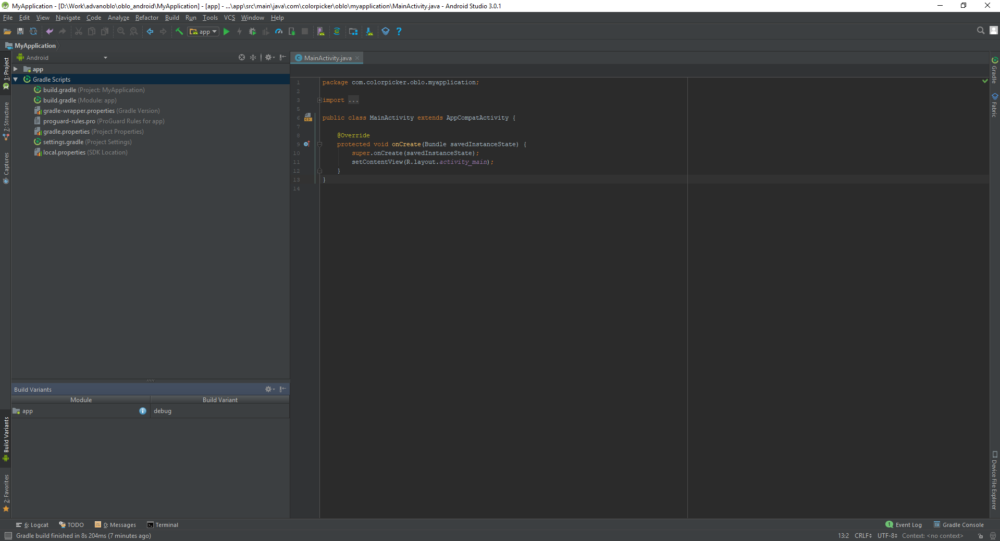 MyApplication - [D:\Work\advanoblo\oblo_android\MyApplication] - [app] - ...\app\src\main\java\com\colorpicker\oblo\myapplication\MainActivity.java - Android Studio 3.0.1
File Edit View Navigate Code Analyze Refactor Build Run Tools VCS Window Help
app
MyApplication
1: Project
7: Structure
Captures
Build Variants
2: Favorites
Android
app
Gradle Scripts
build.gradle (Project: MyApplication)
build.gradle (Module: app)
gradle-wrapper.properties (Gradle Version)
proguard-rules.pro (ProGuard Rules for app)
gradle.properties (Project Properties)
settings.gradle (Project Settings)
local.properties (SDK Location)
Build Variants
Module Build Variant
app debug
MainActivity.java
1 package com.colorpicker.oblo.myapplication;
2
3 import ...
5
6 public class MainActivity extends AppCompatActivity {
7
8 @Override
9 protected void onCreate(Bundle savedInstanceState) {
10 super.onCreate(savedInstanceState);
11 setContentView(R.layout.activity_main);
12 }
13 }
14
Gradle
Fabric
Device File Explorer
6: Logcat TODO 0: Messages Terminal 1 Event Log Gradle Console
Gradle build finished in 8s 204ms (7 minutes ago) 13:2 CRLF UTF-8 Context: <no context>